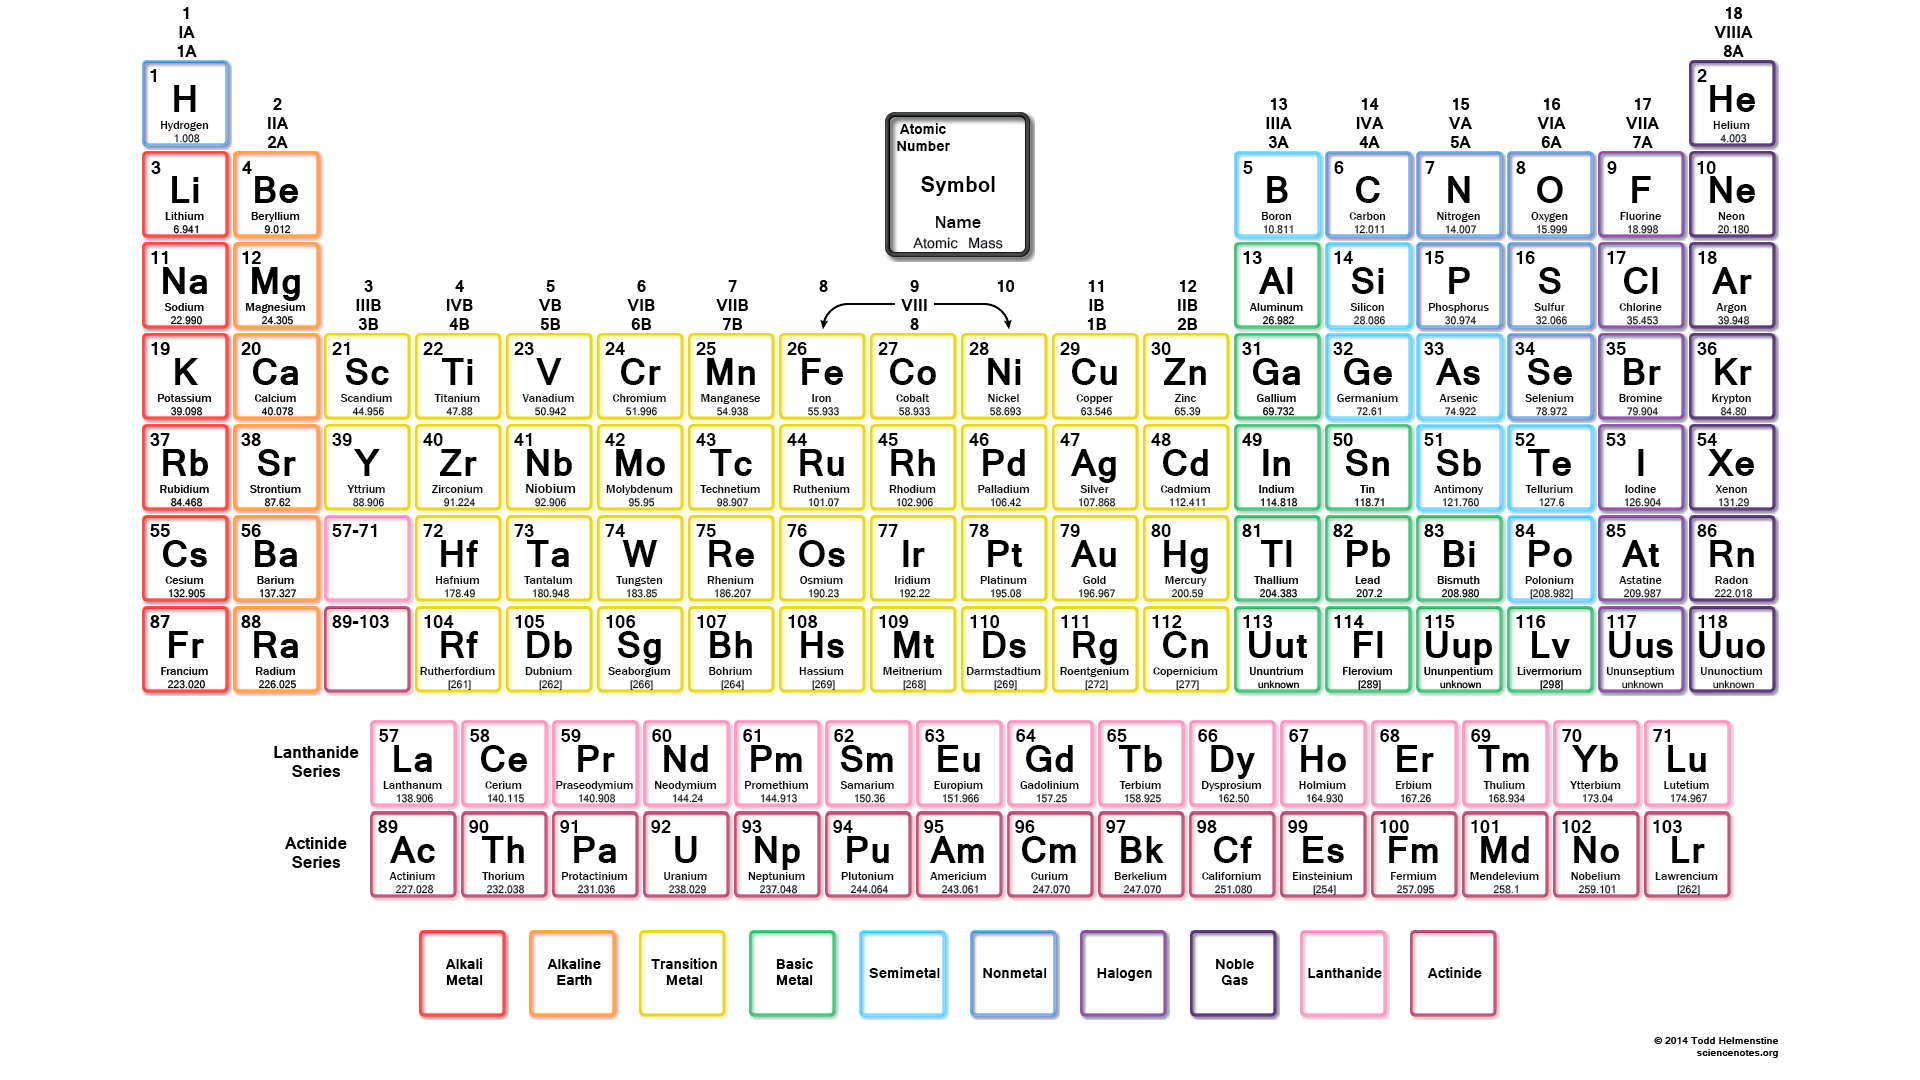 1
IA
1A
18
VIIIA
8A
1
H
Hydrogen
1.008
2
IIA
2A
13
IIIA
3A
14
IVA
4A
15
VA
5A
16
VIA
6A
17
VIIA
7A
2
He
Helium
4.003
Atomic
Number
Symbol
Name
Atomic Mass
3
Li
Lithium
6.941
4
Be
Beryllium
9.012
5
B
Boron
10.811
6
C
Carbon
12.011
7
N
Nitrogen
14.007
8
O
Oxygen
15.999
9
F
Fluorine
18.998
10
Ne
Neon
20.180
11
Na
Sodium
22.990
12
Mg
Magnesium
24.305
3
IIIB
3B
4
IVB
4B
5
VB
5B
6
VIB
6B
7
VIIB
7B
8
9
10
VIII
8
11
IB
1B
12
IIB
2B
13
Al
Aluminum
26.982
14
Si
Silicon
28.086
15
P
Phosphorus
30.974
16
S
Sulfur
32.066
17
Cl
Chlorine
35.453
18
Ar
Argon
39.948
19
K
Potassium
39.098
20
Ca
Calcium
40.078
21
Sc
Scandium
44.956
22
Ti
Titanium
47.88
23
V
Vanadium
50.942
24
Cr
Chromium
51.996
25
Mn
Manganese
54.938
26
Fe
Iron
55.933
27
Co
Cobalt
58.933
28
Ni
Nickel
58.693
29
Cu
Copper
63.546
30
Zn
Zinc
65.39
31
Ga
Gallium
69.732
32
Ge
Germanium
72.61
33
As
Arsenic
74.922
34
Se
Selenium
78.972
35
Br
Bromine
79.904
36
Kr
Krypton
84.80
37
Rb
Rubidium
84.468
38
Sr
Strontium
87.62
39
Y
Yttrium
88.906
40
Zr
Zirconium
91.224
41
Nb
Niobium
92.906
42
Mo
Molybdenum
95.95
43
Tc
Technetium
98.907
44
Ru
Ruthenium
101.07
45
Rh
Rhodium
102.906
46
Pd
Palladium
106.42
47
Ag
Silver
107.868
48
Cd
Cadmium
112.411
49
In
Indium
114.818
50
Sn
Tin
118.71
51
Sb
Antimony
121.760
52
Te
Tellurium
127.6
53
I
Iodine
126.904
54
Xe
Xenon
131.29
55
Cs
Cesium
132.905
56
Ba
Barium
137.327
57-71
72
Hf
Hafnium
178.49
73
Ta
Tantalum
180.948
74
W
Tungsten
183.85
75
Re
Rhenium
186.207
76
Os
Osmium
190.23
77
Ir
Iridium
192.22
78
Pt
Platinum
195.08
79
Au
Gold
196.967
80
Hg
Mercury
200.59
81
Tl
Thallium
204.383
82
Pb
Lead
207.2
83
Bi
Bismuth
208.980
84
Po
Polonium
[208.982]
85
At
Astatine
209.987
86
Rn
Radon
222.018
87
Fr
Francium
223.020
88
Ra
Radium
226.025
89-103
104
Rf
Rutherfordium
[261]
105
Db
Dubnium
[262]
106
Sg
Seaborgium
[266]
107
Bh
Bohrium
[264]
108
Hs
Hassium
[269]
109
Mt
Meitnerium
[268]
110
Ds
Darmstadtium
[269]
111
Rg
Roentgenium
[272]
112
Cn
Copernicium
[277]
113
Uut
Ununtrium
unknown
114
Fl
Flerovium
[289]
115
Uup
Ununpentium
unknown
116
Lv
Livermorium
[298]
117
Uus
Ununseptium
unknown
118
Uuo
Ununoctium
unknown
Lanthanide
Series
57
La
Lanthanum
138.906
58
Ce
Cerium
140.115
59
Pr
Praseodymium
140.908
60
Nd
Neodymium
144.24
61
Pm
Promethium
144.913
62
Sm
Samarium
150.36
63
Eu
Europium
151.966
64
Gd
Gadolinium
157.25
65
Tb
Terbium
158.925
66
Dy
Dysprosium
162.50
67
Ho
Holmium
164.930
68
Er
Erbium
167.26
69
Tm
Thulium
168.934
70
Yb
Ytterbium
173.04
71
Lu
Lutetium
174.967
Actinide
Series
89
Ac
Actinium
227.028
90
Th
Thorium
232.038
91
Pa
Protactinium
231.036
92
U
Uranium
238.029
93
Np
Neptunium
237.048
94
Pu
Plutonium
244.064
95
Am
Americium
243.061
96
Cm
Curium
247.070
97
Bk
Berkelium
247.070
98
Cf
Californium
251.080
99
Es
Einsteinium
[254]
100
Fm
Fermium
257.095
101
Md
Mendelevium
258.1
102
No
Nobelium
259.101
103
Lr
Lawrencium
[262]
Alkali
Metal
Alkaline
Earth
Transition
Metal
Basic
Metal
Semimetal
Nonmetal
Halogen
Noble
Gas
Lanthanide
Actinide
© 2014 Todd Helmenstine
sciencenotes.org